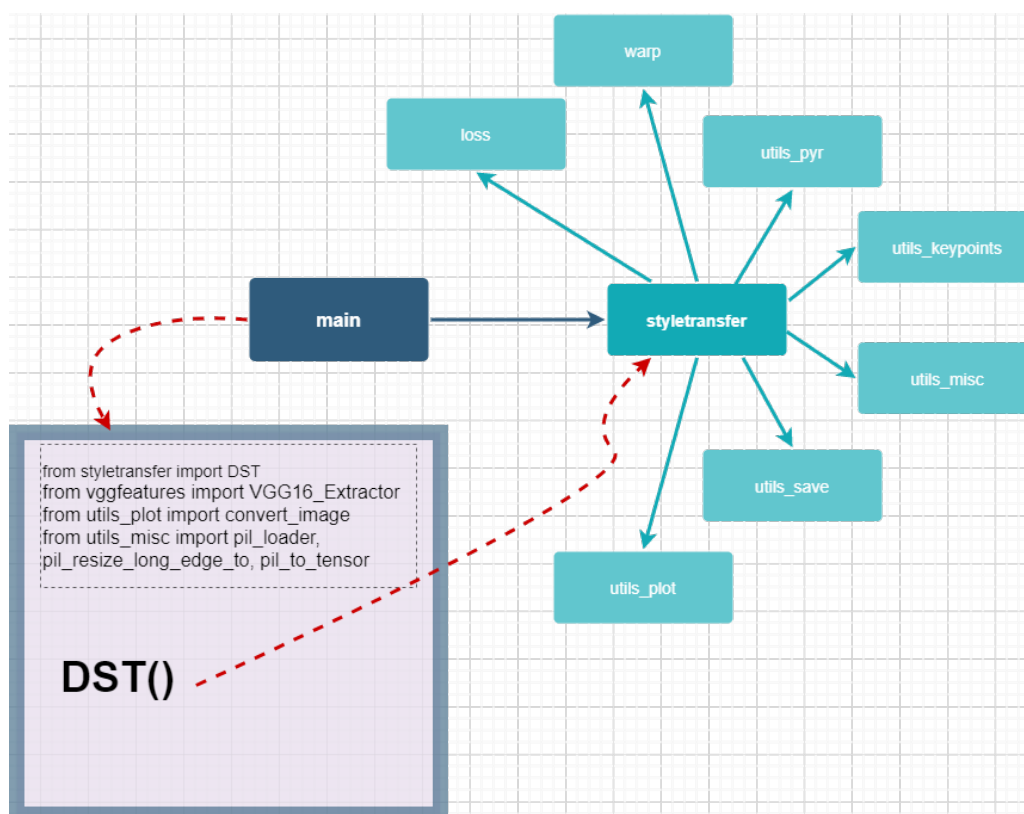 warp
loss
utils_pyr
utils_keypoints
main
styletransfer
utils_misc
utils_save
utils_plot
from styletransfer import DST
from vggfeatures import VGG16_Extractor
from utils_plot import convert_image
from utils_misc import pil_loader,
pil_resize_long_edge_to, pil_to_tensor
DST()